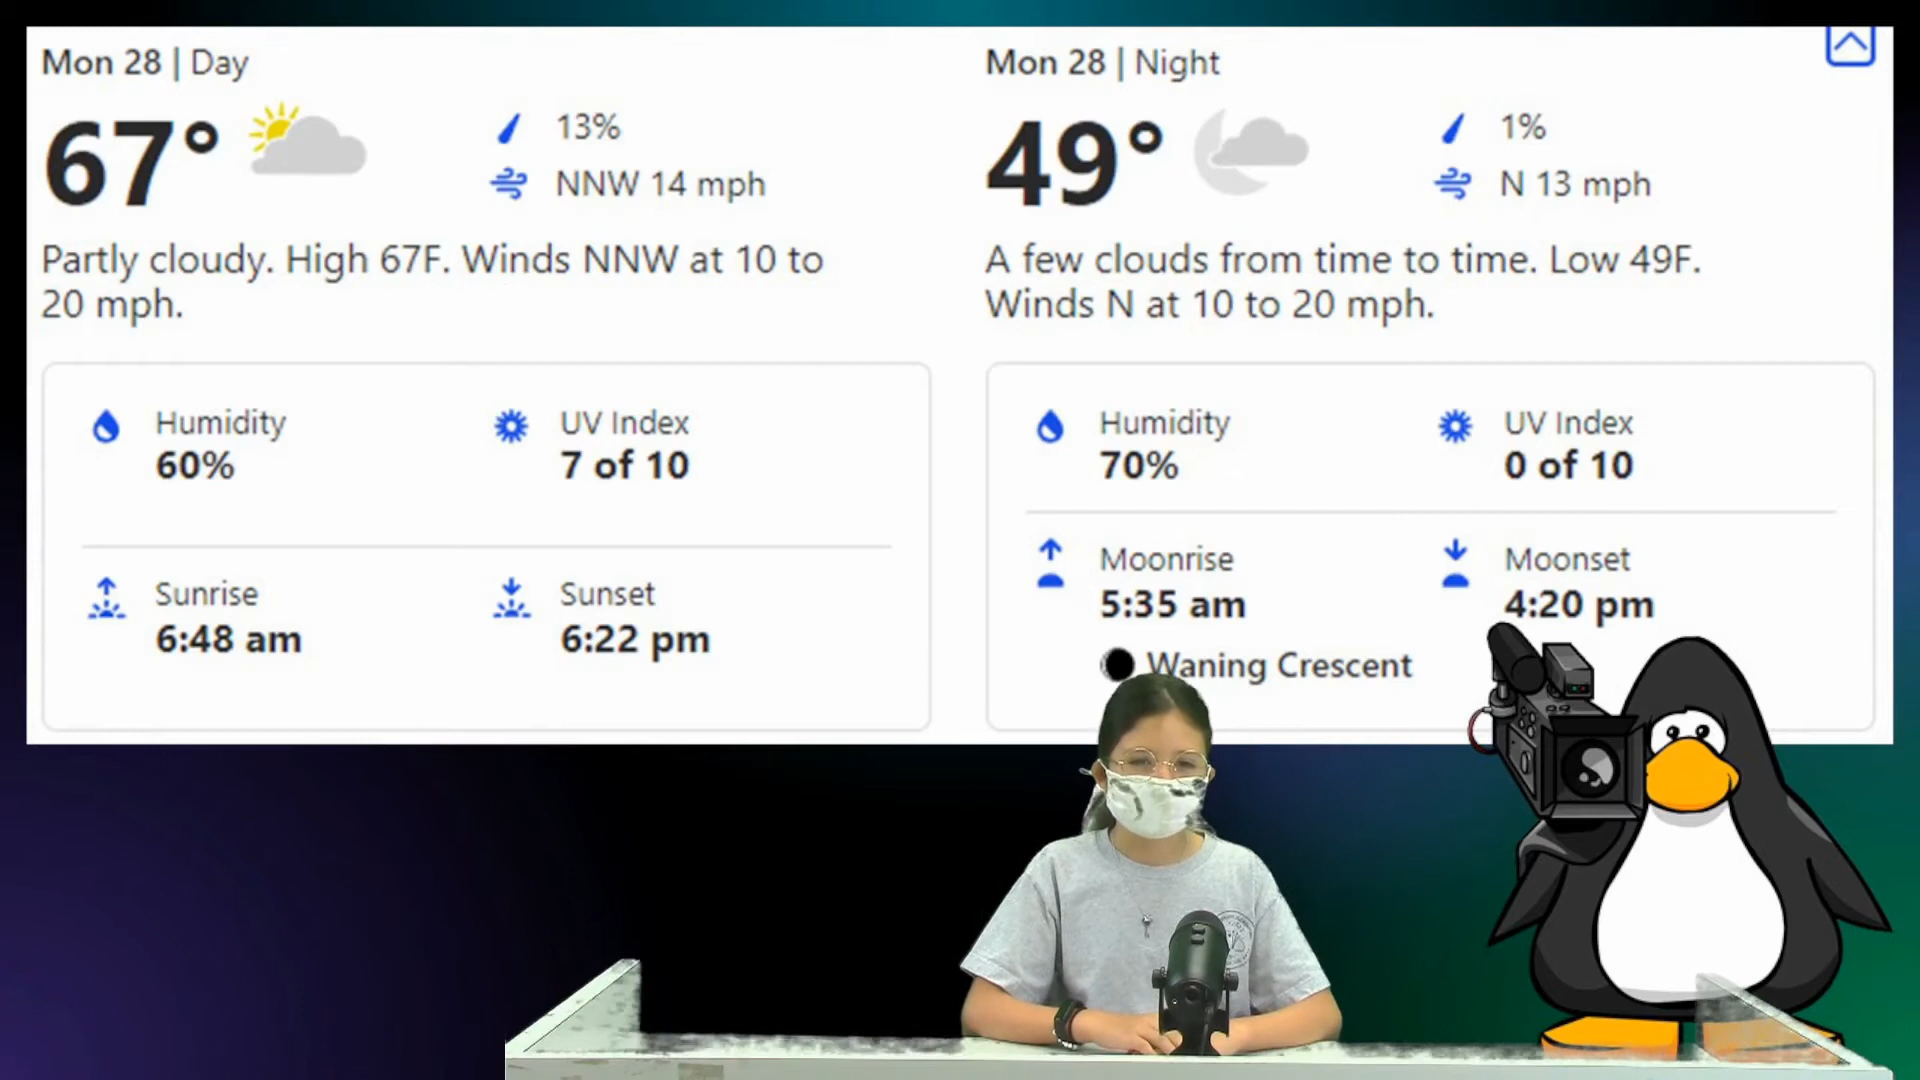 Mon 28 | Day
67°
13%
NNW 14 mph
Partly cloudy. High 67F. Winds NNW at 10 to
20 mph.
Humidity
60%
UV Index
7 of 10
Sunrise
6:48 am
Sunset
6:22 pm
Mon 28 | Night
49°
1%
N 13 mph
A few clouds from time to time. Low 49F.
Winds N at 10 to 20 mph.
Humidity
70%
UV Index
0 of 10
Moonrise
5:35 am
Moonset
4:20 pm
Waning Crescent